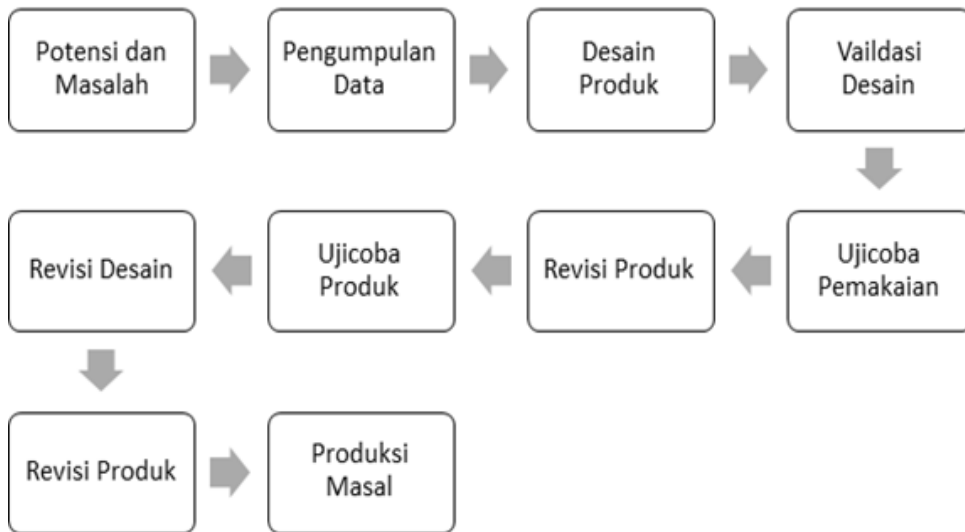 Potensi dan
Masalah
Pengumpulan
Data
Desain
Produk
Vaildasi
Desain
Ujicoba
Pemakaian
Revisi Produk
Ujicoba
Produk
Revisi Desain
Revisi Produk
Produksi
Masal